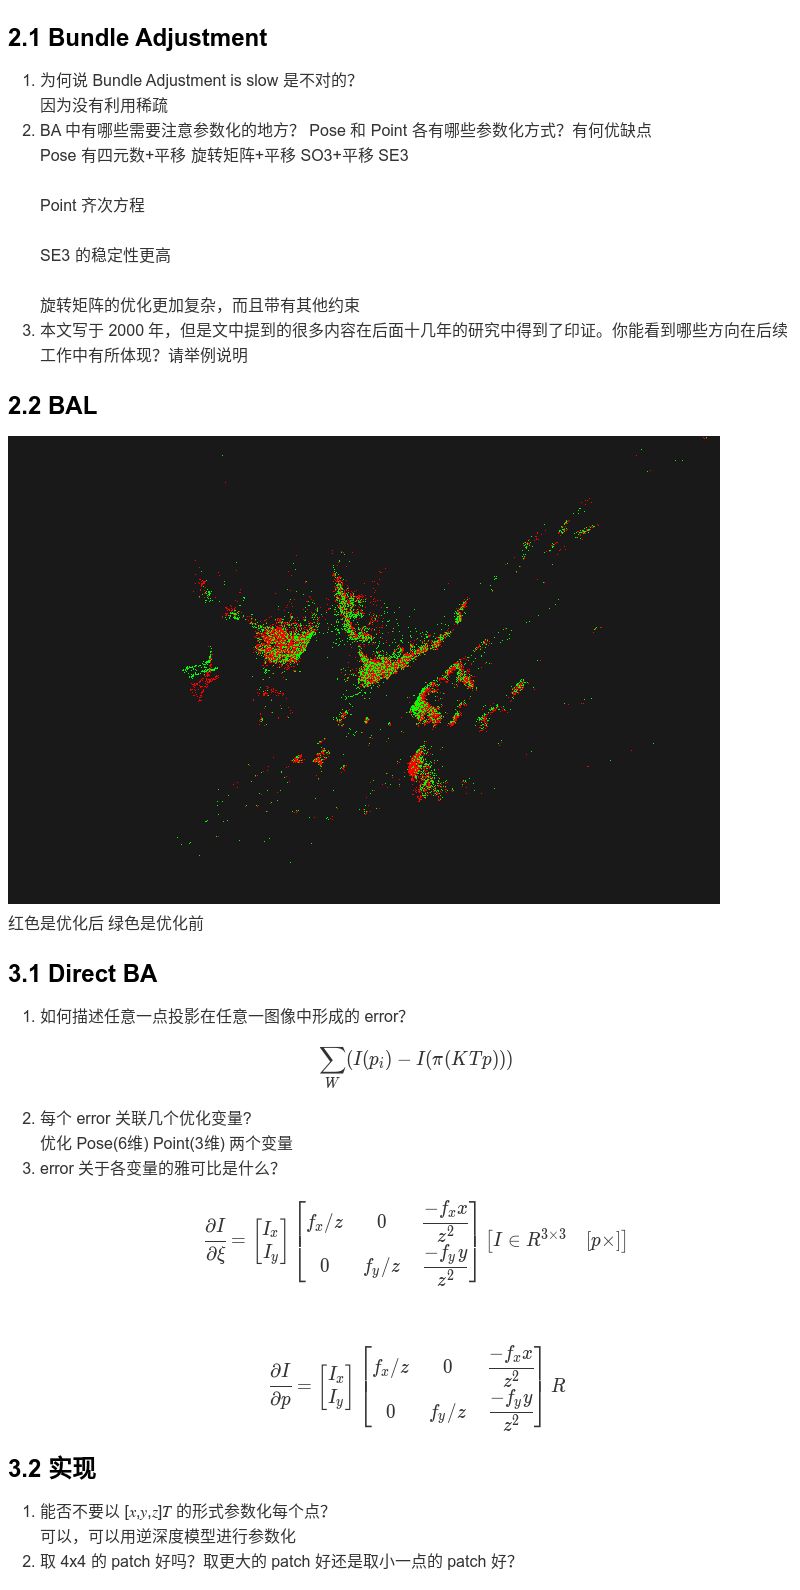 2.1 Bundle Adjustment
1. 为何说 Bundle Adjustment is slow 是不对的？
因为没有利用稀疏
2. BA 中有哪些需要注意参数化的地方？ Pose 和 Point 各有哪些参数化方式？有何优缺点
Pose 有四元数+平移 旋转矩阵+平移 SO3+平移 SE3
Point 齐次方程
SE3 的稳定性更高
旋转矩阵的优化更加复杂，而且带有其他约束
3. 本文写于 2000 年，但是文中提到的很多内容在后面十几年的研究中得到了印证。你能看到哪些方向在后续
工作中有所体现？请举例说明
2.2 BAL
红色是优化后 绿色是优化前
3.1 Direct BA
1. 如何描述任意一点投影在任意一图像中形成的 error？
\sum_{W} (I(p_i) - I(\pi(KTp)))
2. 每个 error 关联几个优化变量?
优化 Pose(6维) Point(3维) 两个变量
3. error 关于各变量的雅可比是什么？
\frac{\partial I}{\partial \xi} = \begin{bmatrix} I_x \\ I_y \end{bmatrix} \begin{bmatrix} f_x/z & 0 & \frac{-f_x x}{z^2} \\ 0 & f_y/z & \frac{-f_y y}{z^2} \end{bmatrix} \begin{bmatrix} I \in R^{3 \times 3} & [p \times] \end{bmatrix}
\frac{\partial I}{\partial p} = \begin{bmatrix} I_x \\ I_y \end{bmatrix} \begin{bmatrix} f_x/z & 0 & \frac{-f_x x}{z^2} \\ 0 & f_y/z & \frac{-f_y y}{z^2} \end{bmatrix} R
3.2 实现
1. 能否不要以 [x,y,z]T 的形式参数化每个点？
可以，可以用逆深度模型进行参数化
2. 取 4x4 的 patch 好吗？取更大的 patch 好还是取小一点的 patch 好？